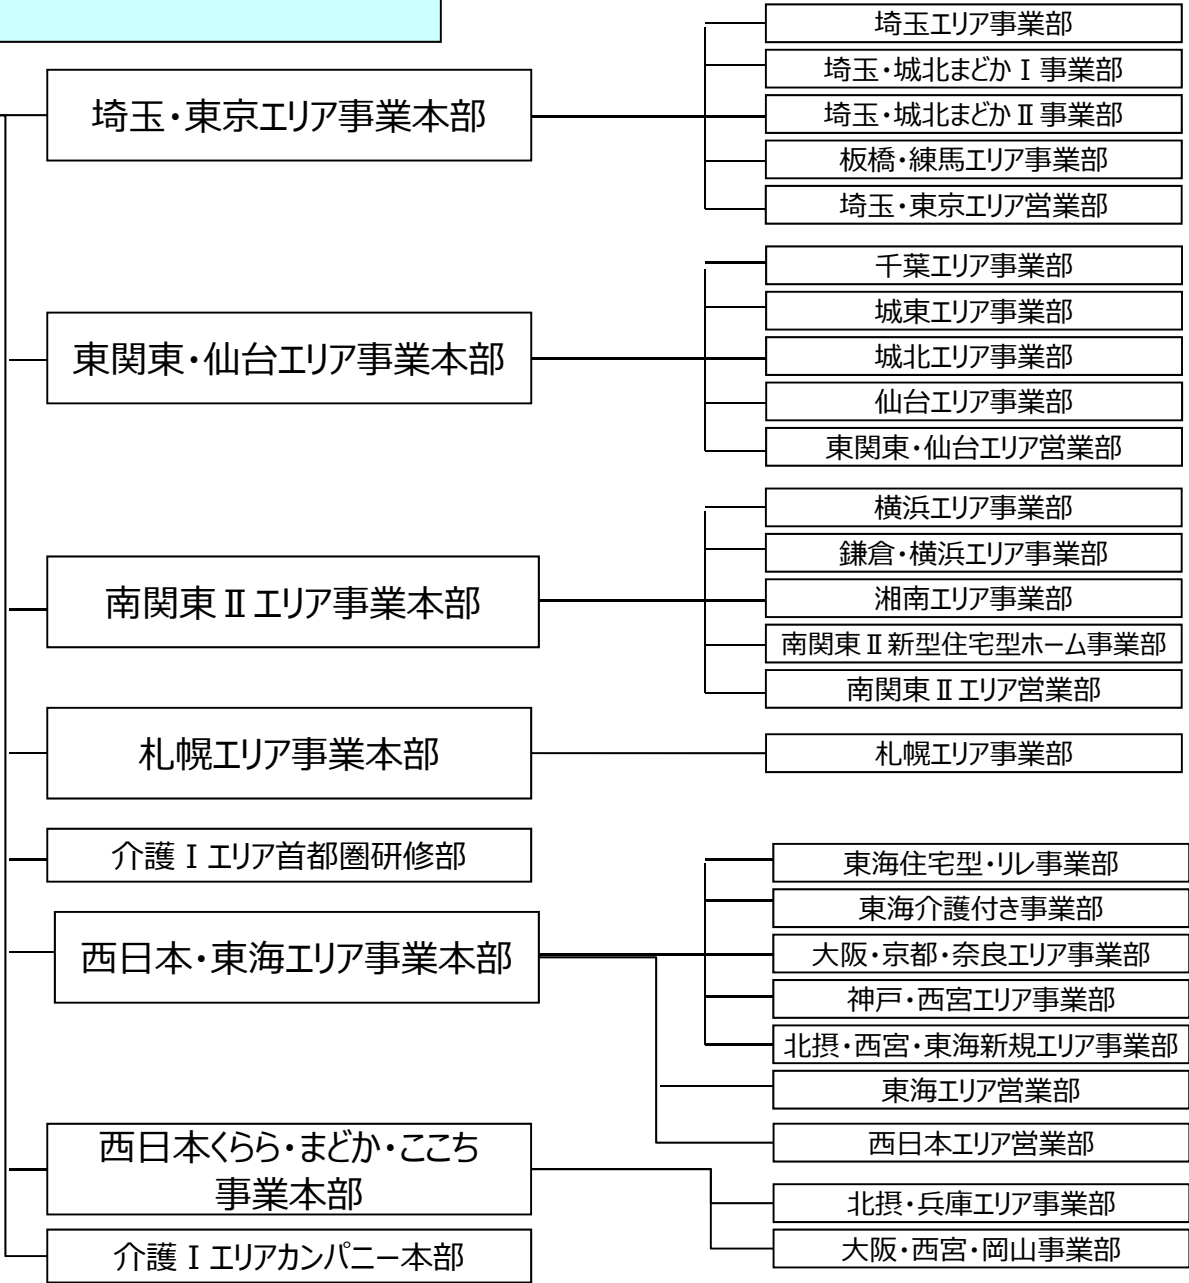 埼玉・東京エリア事業本部
埼玉エリア事業部
埼玉・城北まどかⅠ事業部
埼玉・城北まどかⅡ事業部
板橋・練馬エリア事業部
埼玉・東京エリア営業部
東関東・仙台エリア事業本部
千葉エリア事業部
城東エリア事業部
城北エリア事業部
仙台エリア事業部
東関東・仙台エリア営業部
南関東Ⅱエリア事業本部
横浜エリア事業部
鎌倉・横浜エリア事業部
湘南エリア事業部
南関東Ⅱ新型住宅型ホーム事業部
南関東Ⅱエリア営業部
札幌エリア事業本部
札幌エリア事業部
介護Ⅰエリア首都圏研修部
西日本・東海エリア事業本部
東海住宅型・リレ事業部
東海介護付き事業部
大阪・京都・奈良エリア事業部
神戸・西宮エリア事業部
北摂・西宮・東海新規エリア事業部
東海エリア営業部
西日本エリア営業部
西日本くらら・まどか・ここち
事業本部
北摂・兵庫エリア事業部
大阪・西宮・岡山事業部
介護Ⅰエリアカンパニー本部